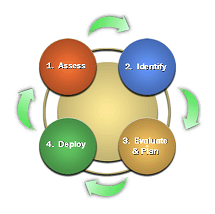 1. Assess
2. Identify
3. Evaluate
& Plan
4. Deploy